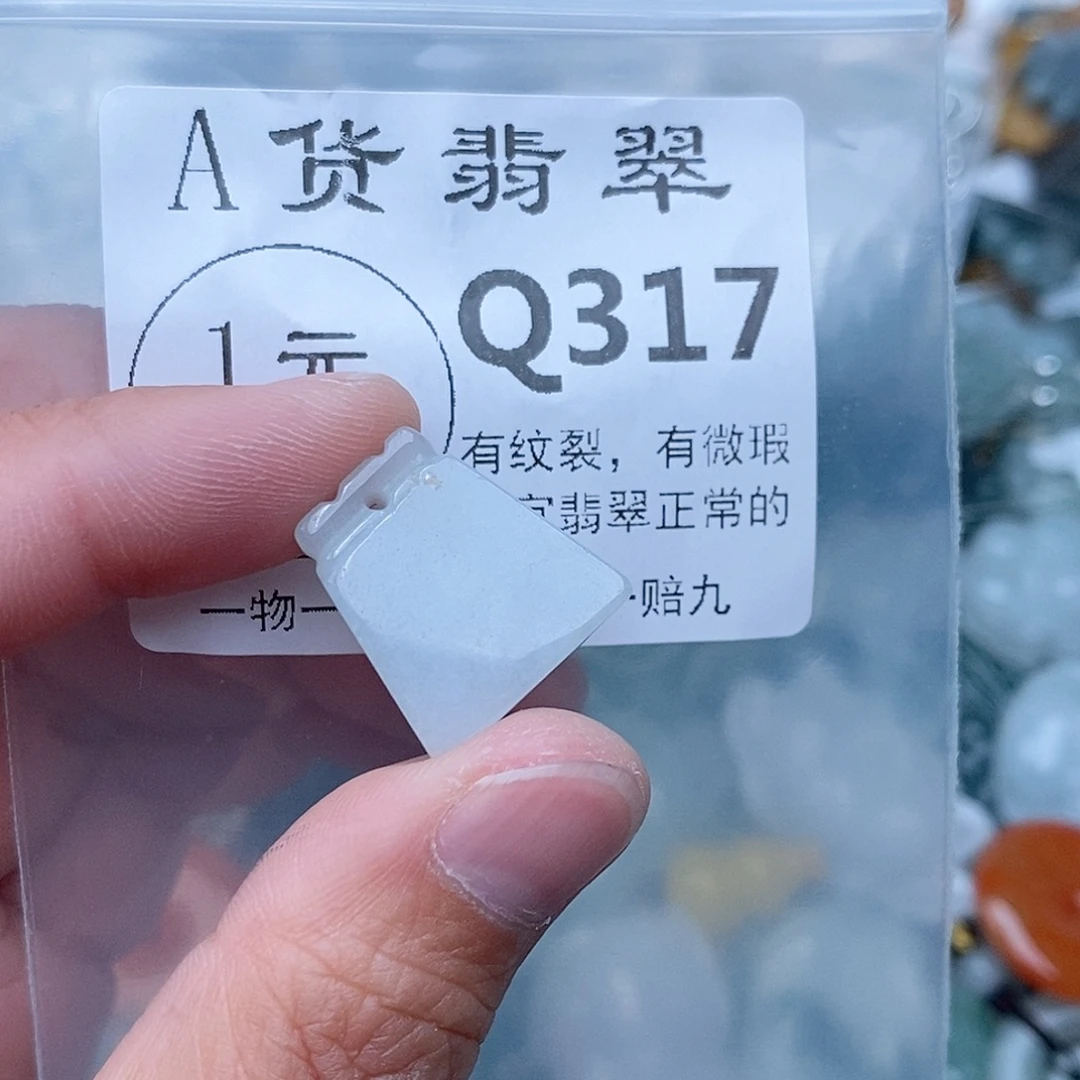 A货翡翠
1元
Q317
有纹裂，有微瑕
翡翠正常的
一物一
赔九